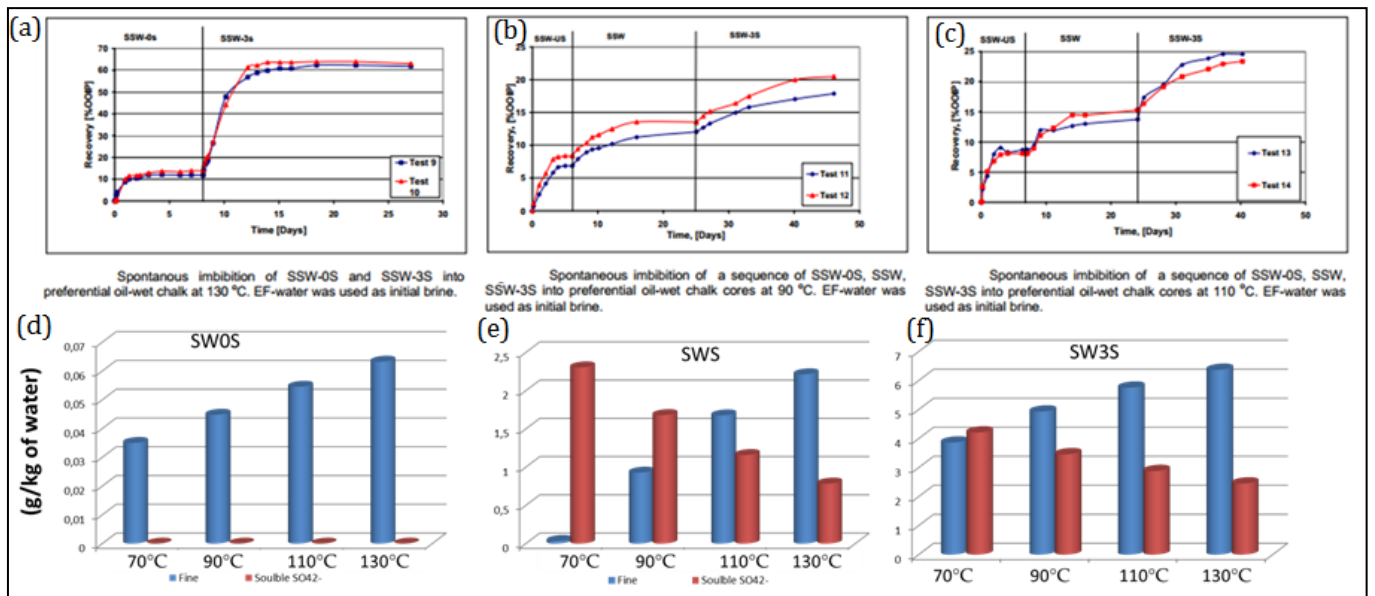 (a)
SSW-0s
SSW-3s
Recovery [%OOIP]
70
60
50
40
30
20
10
0
0
5
10
15
20
25
30
Time [Days]
Test 9
Test
10
Spontanous imbibition of SSW-0S and SSW-3S into
preferential oil-wet chalk at 130 °C. EF-water was used as initial brine.
(b)
SSW-US
SSW
SSW-3S
Recovery, [%OOIP]
25
20
15
10
5
0
0
10
20
30
40
50
Time, [Days]
Test 11
Test 12
Spontaneous imbibition of a sequence of SSW-0S, SSW,
SSW-3S into preferential oil-wet chalk cores at 90 °C. EF-water was
used as initial brine.
(c)
SSW-US
SSW
SSW-3S
Recovery, [%OOIP]
25
20
15
10
5
0
0
10
20
30
40
50
Time, [Days]
Test 13
Test 14
Spontaneous imbibition of a sequence of SSW-0S, SSW,
SSW-3S into preferential oil-wet chalk cores at 110 °C. EF-water was
used as initial brine.
(d)
SW0S
(g/kg of water)
0,07
0,06
0,05
0,04
0,03
0,02
0,01
0
70°C
90°C
110°C
130°C
Fine
Soulble SO42-
(e)
SWS
2,5
2
1,5
1
0,5
0
70°C
90°C
110°C
130°C
Fine
Soulble SO42-
(f)
SW3S
7
6
5
4
3
2
1
0
70°C
90°C
110°C
130°C